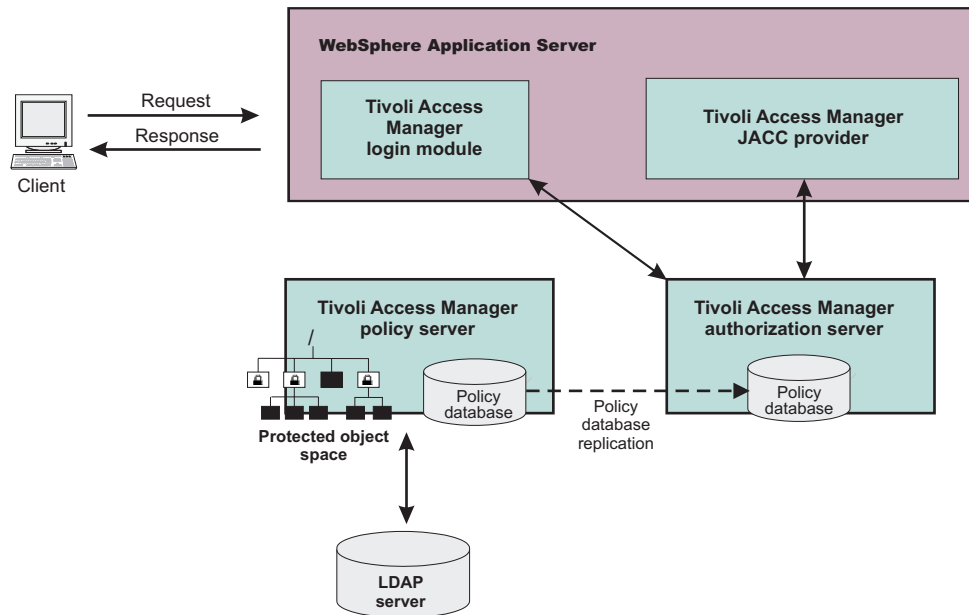 WebSphere Application Server
Request
Response
Client
Tivoli Access
Manager
login module
Tivoli Access Manager
JACC provider
Tivoli Access Manager
policy server
/
Policy
database
Protected object
space
Policy
database
replication
Tivoli Access Manager
authorization server
Policy
database
LDAP
server